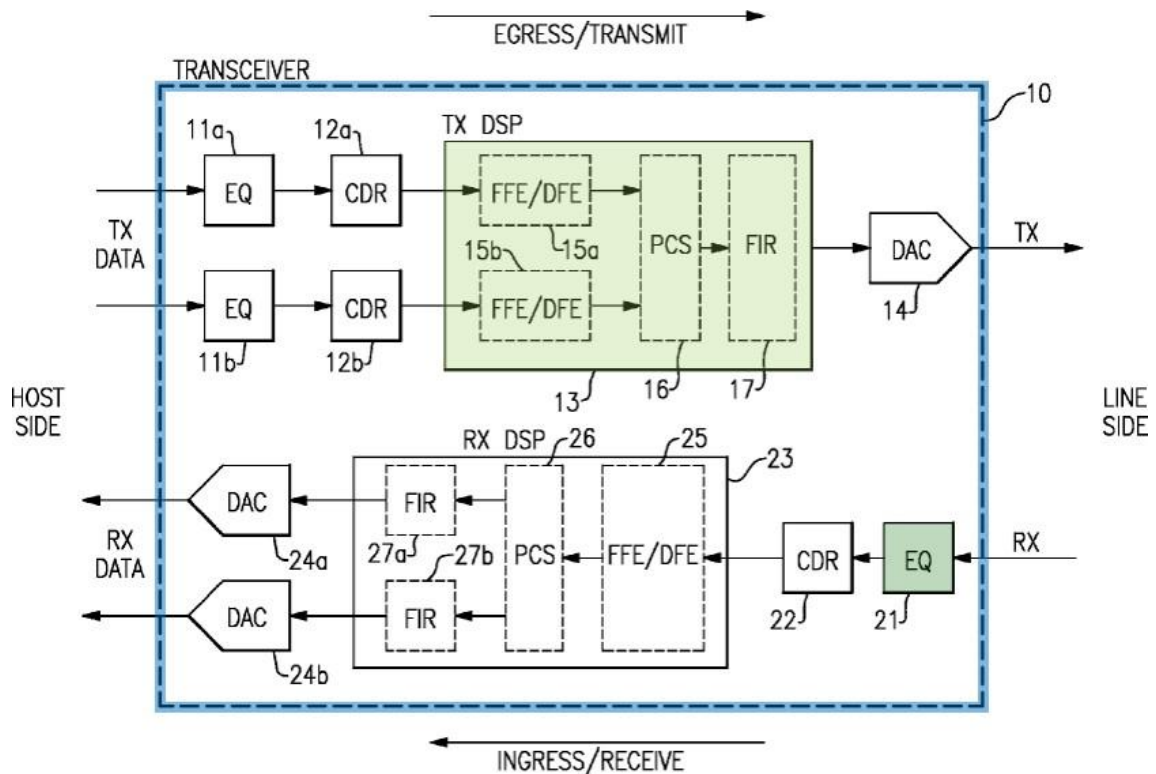 EGRESS/TRANSMIT
TRANSCEIVER
10
11a
12a
TX DSP
EQ
CDR
FFE/DFE
TX
DATA
15b
15a
PCS
FIR
DAC
TX
EQ
CDR
FFE/DFE
14
11b
12b
13
16
17
HOST
SIDE
LINE
SIDE
RX DSP
26
25
23
DAC
FIR
RX
DATA
24a
27a
27b
PCS
FFE/DFE
CDR
EQ
RX
DAC
FIR
22
21
24b
INGRESS/RECEIVE